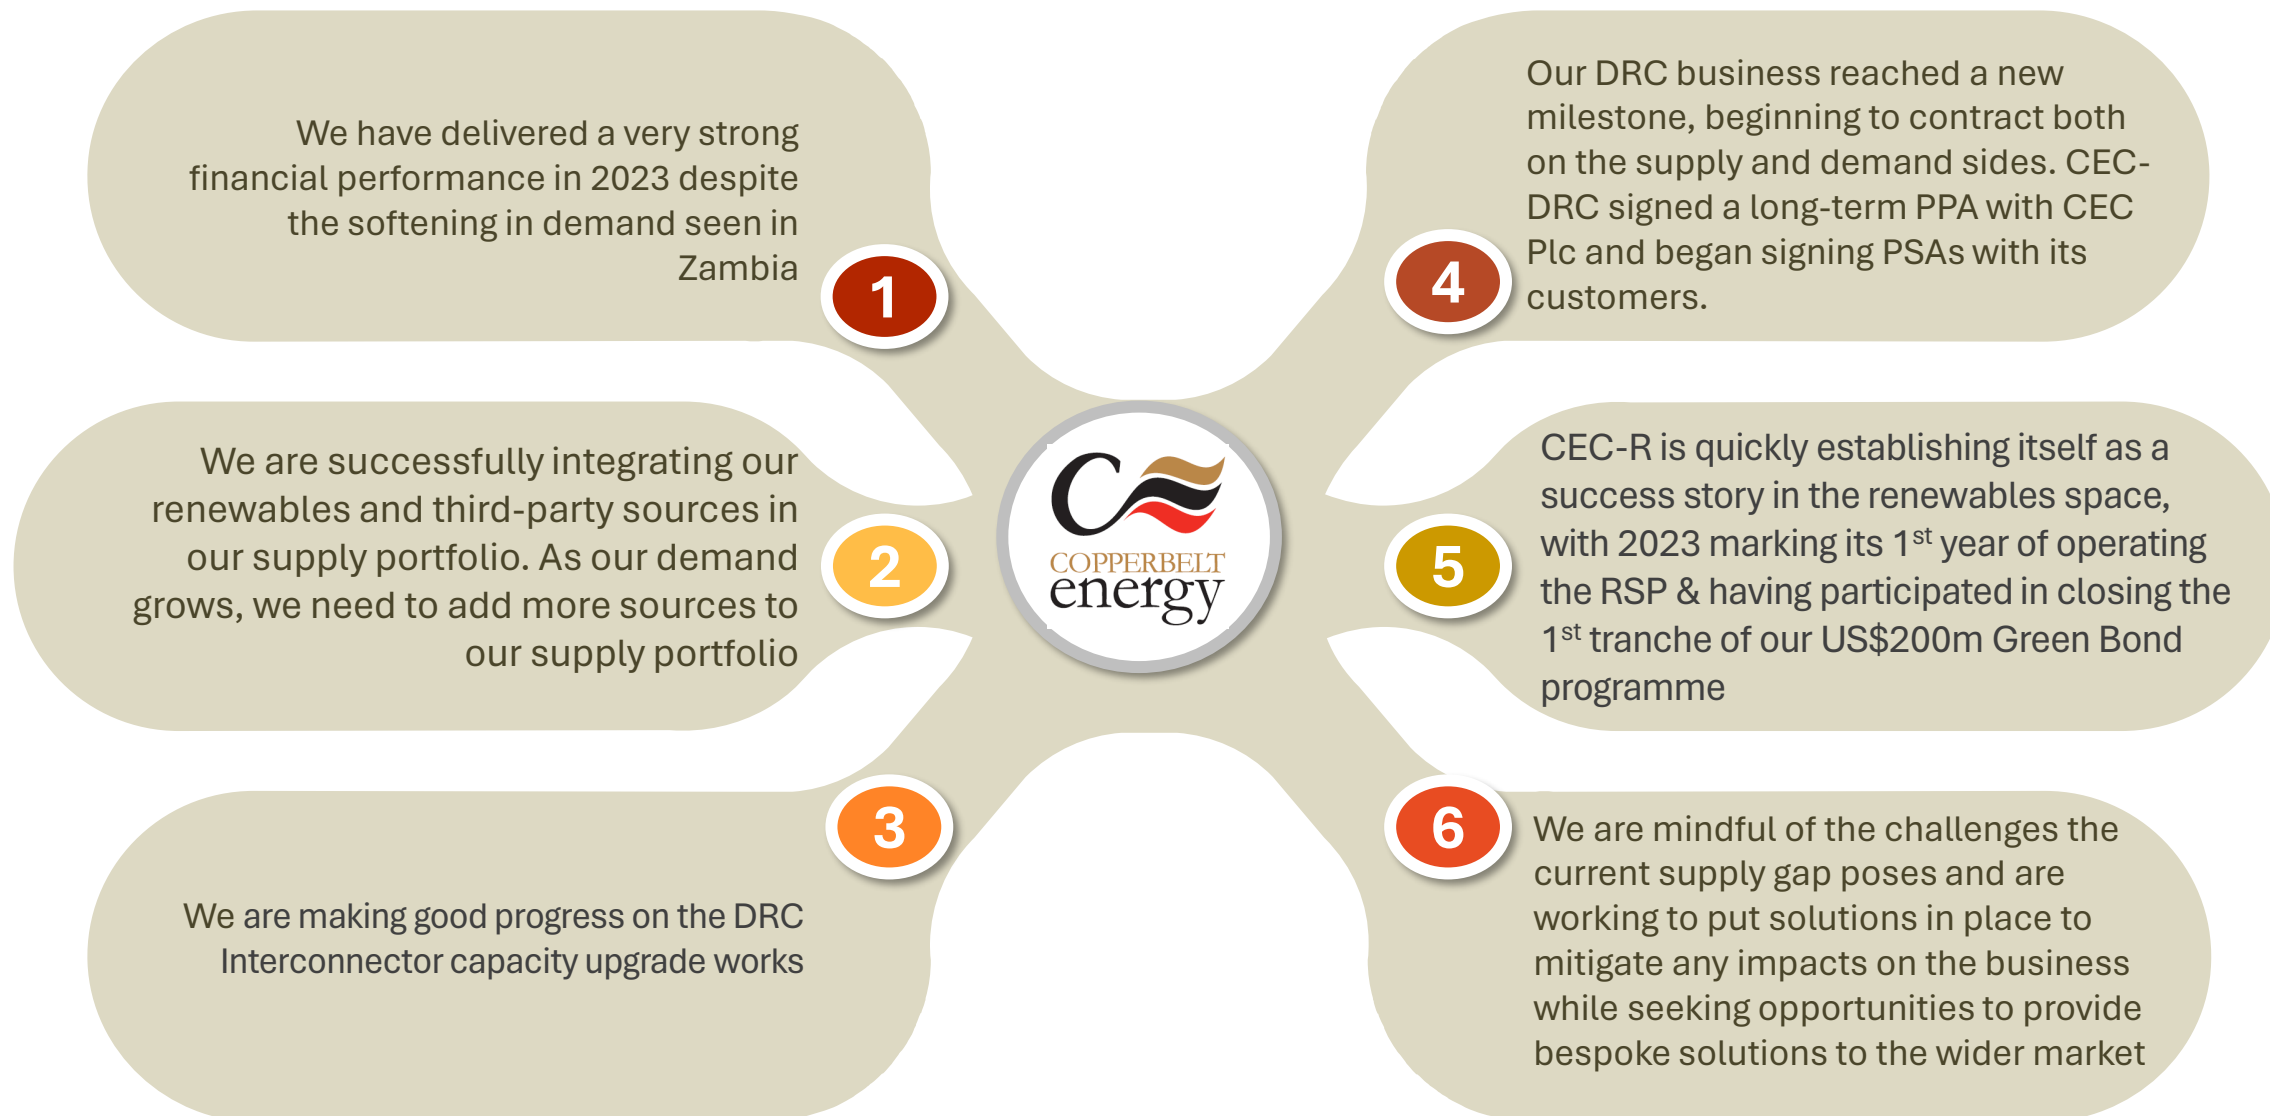 We have delivered a very strong
financial performance in 2023 despite
the softening in demand seen in
Zambia
1
We are successfully integrating our
renewables and third-party sources in
our supply portfolio. As our demand
grows, we need to add more sources to
our supply portfolio
2
3
We are making good progress on the DRC
Interconnector capacity upgrade works
COPPERBELT
energy
Our DRC business reached a new
milestone, beginning to contract both
on the supply and demand sides. CEC-
DRC signed a long-term PPA with CEC
Plc and began signing PSAs with its
customers.
4
CEC-R is quickly establishing itself as a
success story in the renewables space,
with 2023 marking its 1st year of operating
the RSP & having participated in closing the
1st tranche of our US$200m Green Bond
programme
5
6
We are mindful of the challenges the
current supply gap poses and are
working to put solutions in place to
mitigate any impacts on the business
while seeking opportunities to provide
bespoke solutions to the wider market